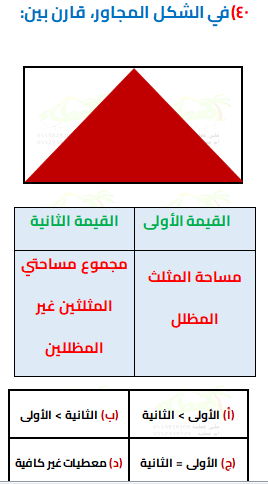 ٤٠) في الشكل المجاور، قارن بين:
القيمة الأولى
القيمة الثانية
مساحة المثلث
المظلل
مجموع مساحتي
المثلثين غير
المظللين
(أ) الأولى > الثانية
(ب) الثانية > الأولى
(ج) الأولى = الثانية
(د) معطيات غير كافية